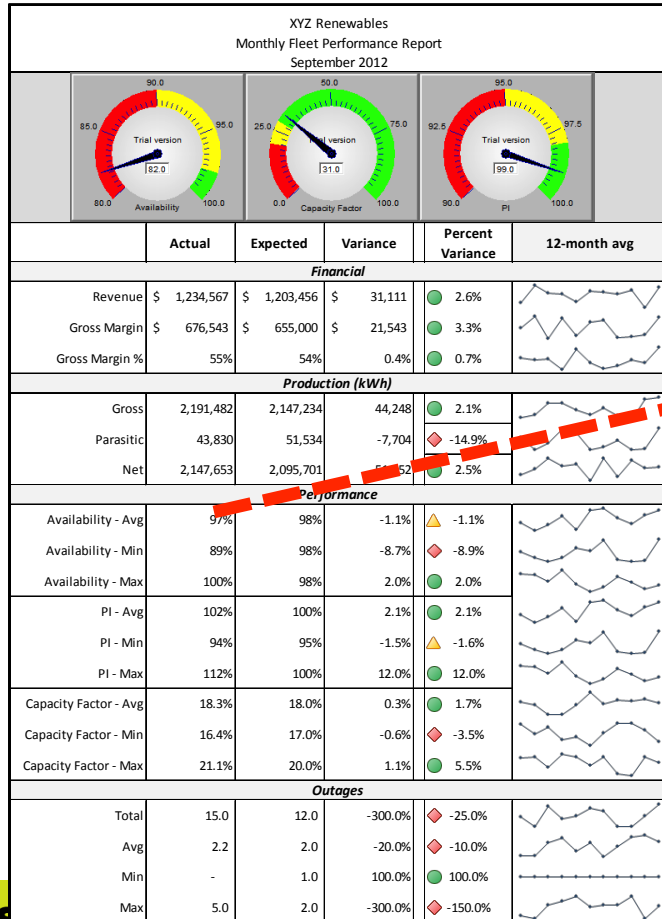 XYZ Renewables
Monthly Fleet Performance Report
September 2012
90.0 50.0 95.0
85.0 95.0 25.0 75.0 92.5 97.5
Trial version version Trial version
82.0 31.0 99.0
80.0 100.0 0.0 100.0 90.0 100.0
Availability Capacity Factor PI
Actual Expected Variance Percent Variance 12-month avg
Financial
Revenue $ 1,234,567 $ 1,203,456 $ 31,111 2.6%
Gross Margin $ 676,543 $ 655,000 $ 21,543 3.3%
Gross Margin % 55% 54% 0.4% 0.7%
Production (kWh)
Gross 2,191,482 2,147,234 44,248 2.1%
Parasitic 43,830 51,534 -7,704 -14.9%
Net 2,147,653 2,095,701 2.5%
Performance
Availability - Avg 97% 98% -1.1% -1.1%
Availability - Min 89% 98% -8.7% -8.9%
Availability - Max 100% 98% 2.0% 2.0%
PI - Avg 102% 100% 2.1% 2.1%
PI - Min 94% 95% -1.5% -1.6%
PI - Max 112% 100% 12.0% 12.0%
Capacity Factor - Avg 18.3% 18.0% 0.3% 1.7%
Capacity Factor - Min 16.4% 17.0% -0.6% -3.5%
Capacity Factor - Max 21.1% 20.0% 1.1% 5.5%
Outages
Total 15.0 12.0 -300.0% -25.0%
Avg 2.2 2.0 -20.0% -10.0%
Min - 1.0 100.0% 100.0%
Max 5.0 2.0 -300.0% -150.0%